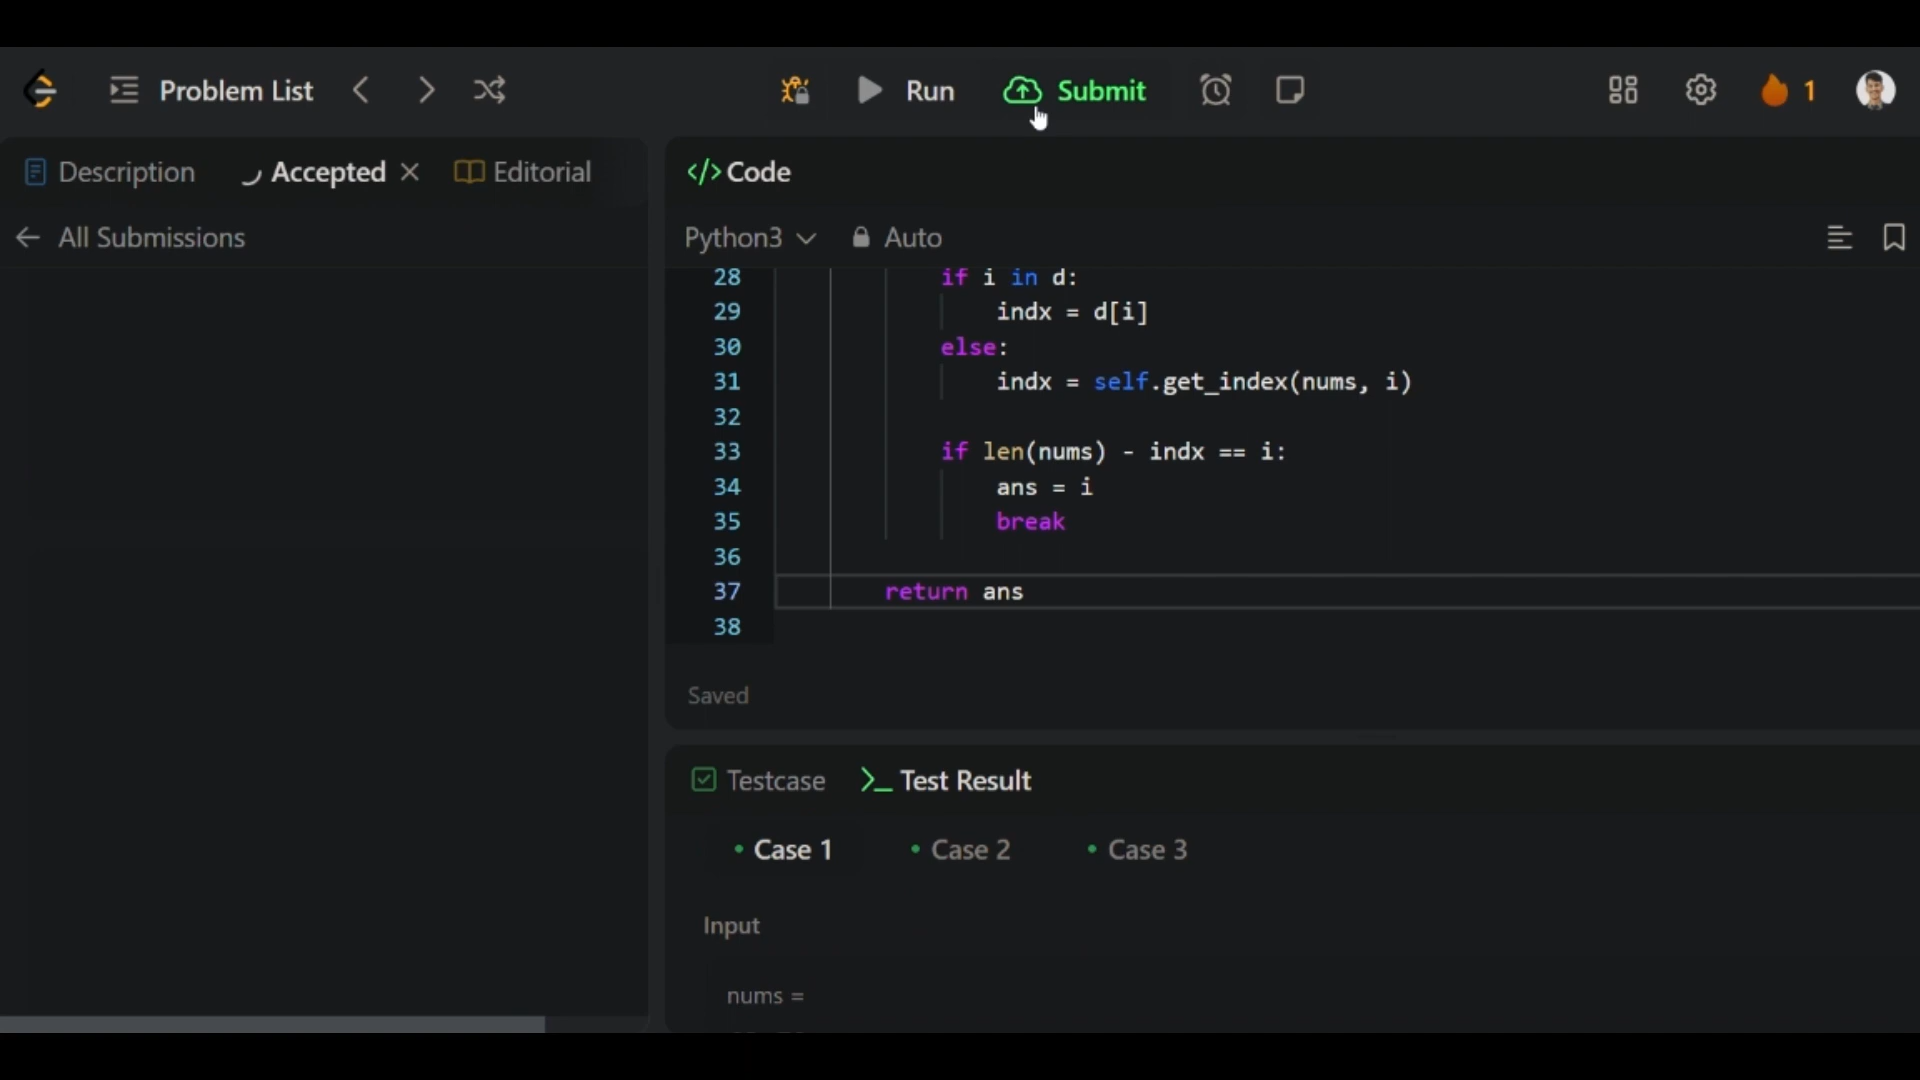 Problem List
Run
Submit
1
Description
Accepted
Editorial
</> Code
All Submissions
Python3
Auto
28 if i in d:
29 indx = d[i]
30 else:
31 indx = self.get_index(nums, i)
32
33 if len(nums) - indx == i:
34 ans = i
35 break
36
37 return ans
38
Saved
Testcase
>_ Test Result
Case 1
Case 2
Case 3
Input
nums =